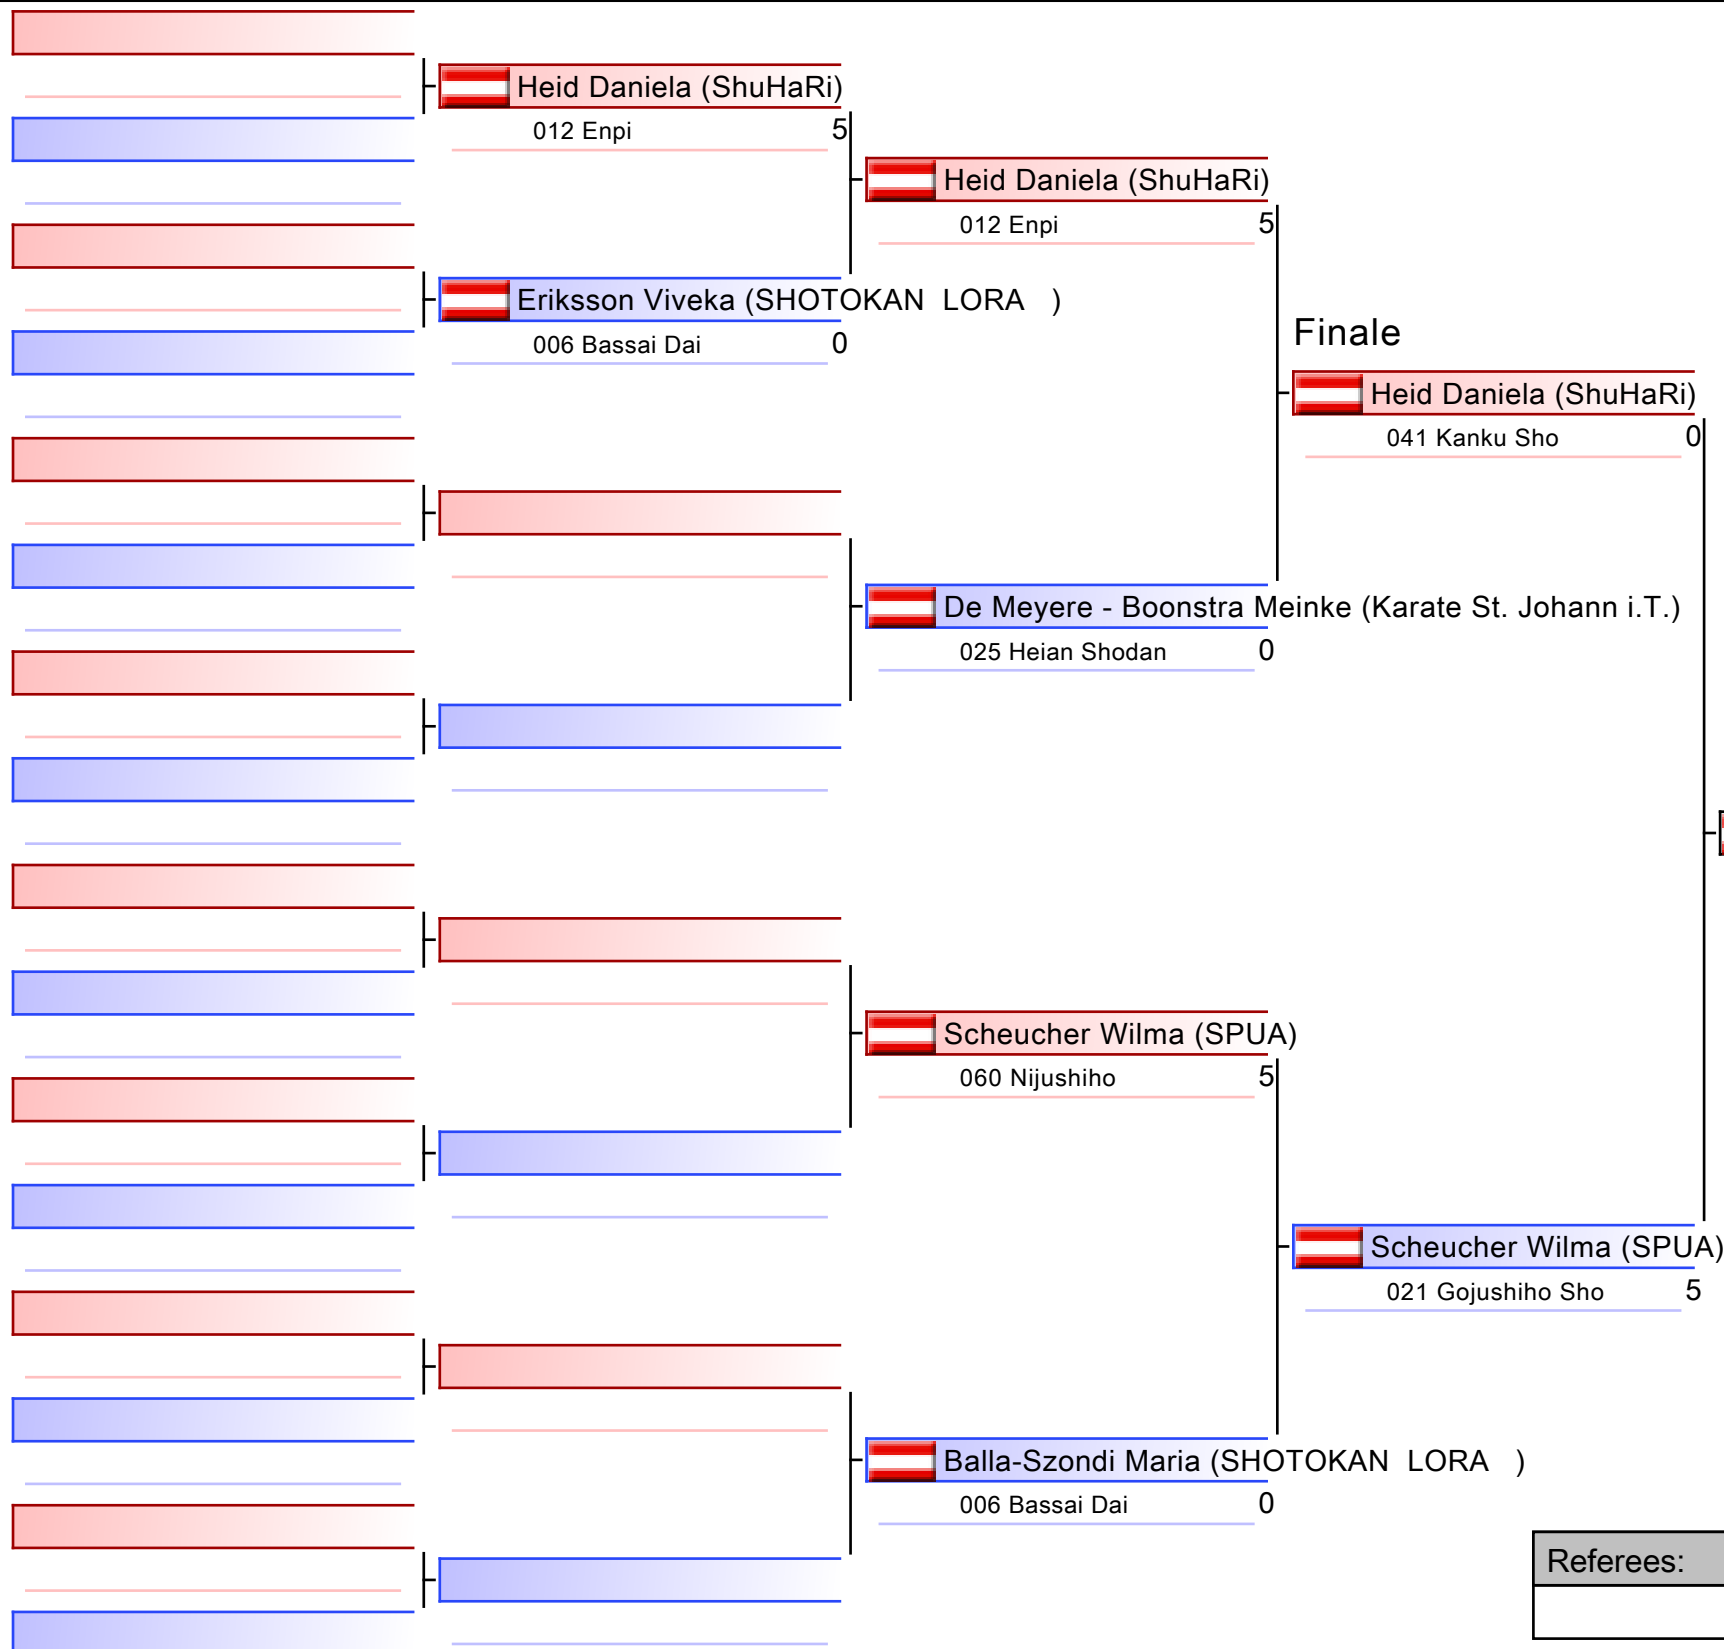 Heid Daniela (ShuHaRi)
012 Enpi 5
Heid Daniela (ShuHaRi)
012 Enpi 5
Eriksson Viveka (SHOTOKAN LORA )
006 Bassai Dai 0
Finale
Heid Daniela (ShuHaRi)
041 Kanku Sho 0
De Meyere - Boonstra Meinke (Karate St. Johann i.T.)
025 Heian Shodan 0
Scheucher Wilma (SPUA)
060 Nijushiho 5
Scheucher Wilma (SPUA)
021 Gojushiho Sho 5
Balla-Szondi Maria (SHOTOKAN LORA )
006 Bassai Dai 0
Referees: